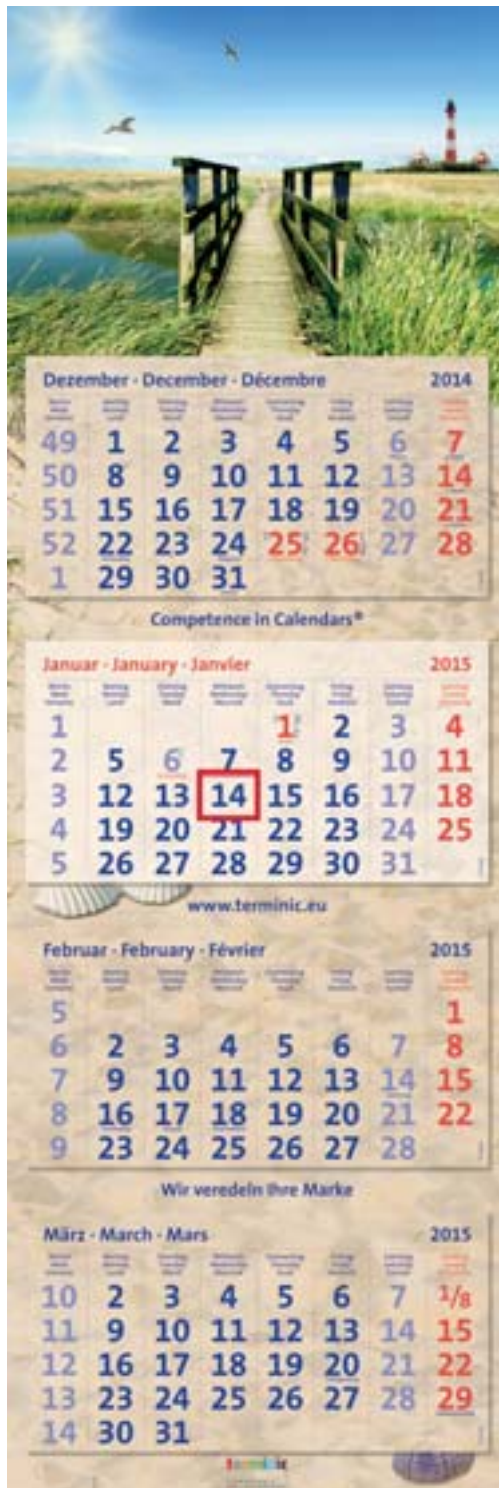 Dezember - December - Décembre 2014
49 1 2 3 4 5 6 7
50 8 9 10 11 12 13 14
51 15 16 17 18 19 20 21
52 22 23 24 25 26 27 28
1 29 30 31
Competence in Calendars®
Januar - January - Janvier 2015
1 1 2 3 4
2 5 6 7 8 9 10 11
3 12 13 14 15 16 17 18
4 19 20 21 22 23 24 25
5 26 27 28 29 30 31
www.terminic.eu
Februar - February - Février 2015
5 1
6 2 3 4 5 6 7 8
7 9 10 11 12 13 14 15
8 16 17 18 19 20 21 22
9 23 24 25 26 27 28
Wir veredeln Ihre Marke
März - March - Mars 2015
10 2 3 4 5 6 7 1/8
11 9 10 11 12 13 14 15
12 16 17 18 19 20 21 22
13 23 24 25 26 27 28 29
14 30 31
terminic